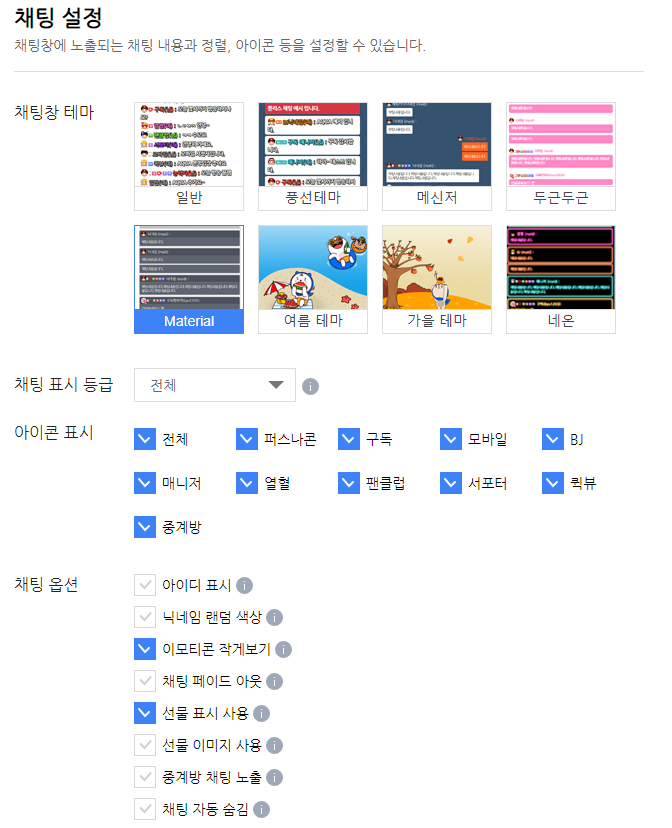 채팅 설정
채팅창에 노출되는 채팅 내용과 정렬, 아이콘 등을 설정할 수 있습니다.
채팅창 테마
일반
풍선테마
메신저
두근두근
Material
여름 테마
가을 테마
네온
채팅 표시 등급
전체
아이콘 표시
전체
퍼스나콘
구독
모바일
BJ
매니저
열혈
팬클럽
서포터
퀵뷰
중계방
채팅 옵션
아이디 표시
닉네임 랜덤 색상
이모티콘 작게보기
채팅 페이드 아웃
선물 표시 사용
선물 이미지 사용
중계방 채팅 노출
채팅 자동 숨김